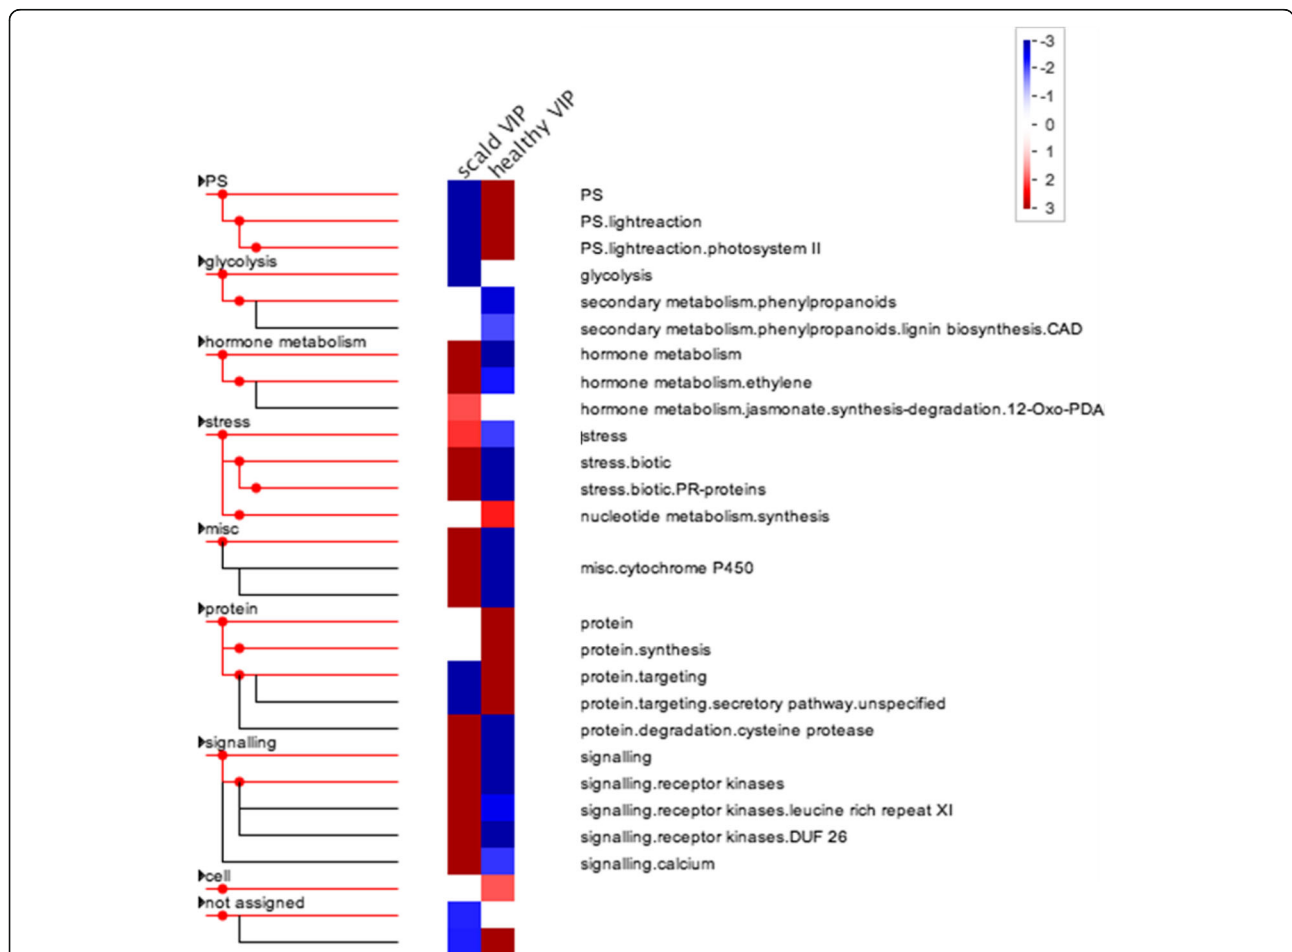 -3
-2
-1
0
1
2
3
scald VIP
healthy VIP
PS
PS
PS.lightreaction
PS.lightreaction.photosystem II
glycolysis
glycolysis
secondary metabolism.phenylpropanoids
secondary metabolism.phenylpropanoids.lignin biosynthesis.CAD
hormone metabolism
hormone metabolism
hormone metabolism.ethylene
hormone metabolism.jasmonate.synthesis-degradation.12-Oxo-PDA
stress
stress
stress.biotic
stress.biotic.PR-proteins
nucleotide metabolism.synthesis
misc
misc.cytochrome P450
protein
protein
protein.synthesis
protein.targeting
protein.targeting.secretory pathway.unspecified
protein.degradation.cysteine protease
signalling
signalling
signalling.receptor kinases
signalling.receptor kinases.leucine rich repeat XI
signalling.receptor kinases.DUF 26
signalling.calcium
cell
not assigned